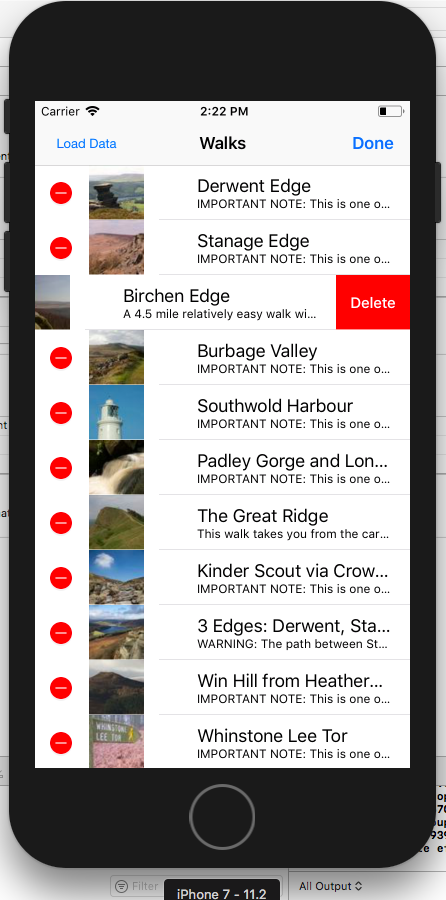 Carrier 2:22 PM
Load Data Walks Done
Derwent Edge
IMPORTANT NOTE: This is one o...
Stanage Edge
IMPORTANT NOTE: This is one o...
Birchen Edge
A 4.5 mile relatively easy walk wi...
Delete
Burbage Valley
IMPORTANT NOTE: This is one o...
Southwold Harbour
IMPORTANT NOTE: This is one o...
Padley Gorge and Lon...
IMPORTANT NOTE: This is one o...
The Great Ridge
This walk takes you from the car...
Kinder Scout via Crow...
IMPORTANT NOTE: This is one o...
3 Edges: Derwent, Sta...
WARNING: The path between St...
Win Hill from Heather...
IMPORTANT NOTE: This is one o...
Whinstone Lee Tor
IMPORTANT NOTE: This is one o...
WHINSTONE
LEE TOR
Filter
iPhone 7 - 11.2
All Output